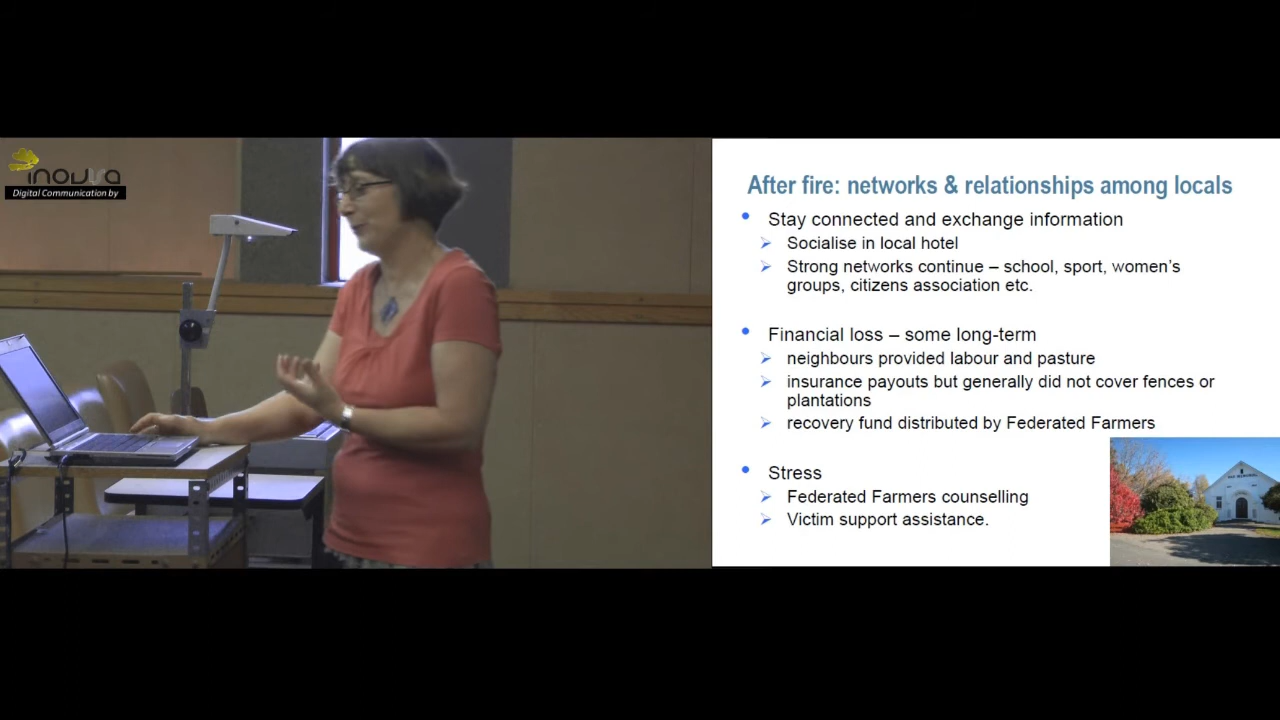 inovra
Digital Communication by
After fire: networks & relationships among locals
• Stay connected and exchange information
➢ Socialise in local hotel
➢ Strong networks continue – school, sport, women's
groups, citizens association etc.
• Financial loss – some long-term
➢ neighbours provided labour and pasture
➢ insurance payouts but generally did not cover fences or
plantations
➢ recovery fund distributed by Federated Farmers
• Stress
➢ Federated Farmers counselling
➢ Victim support assistance.